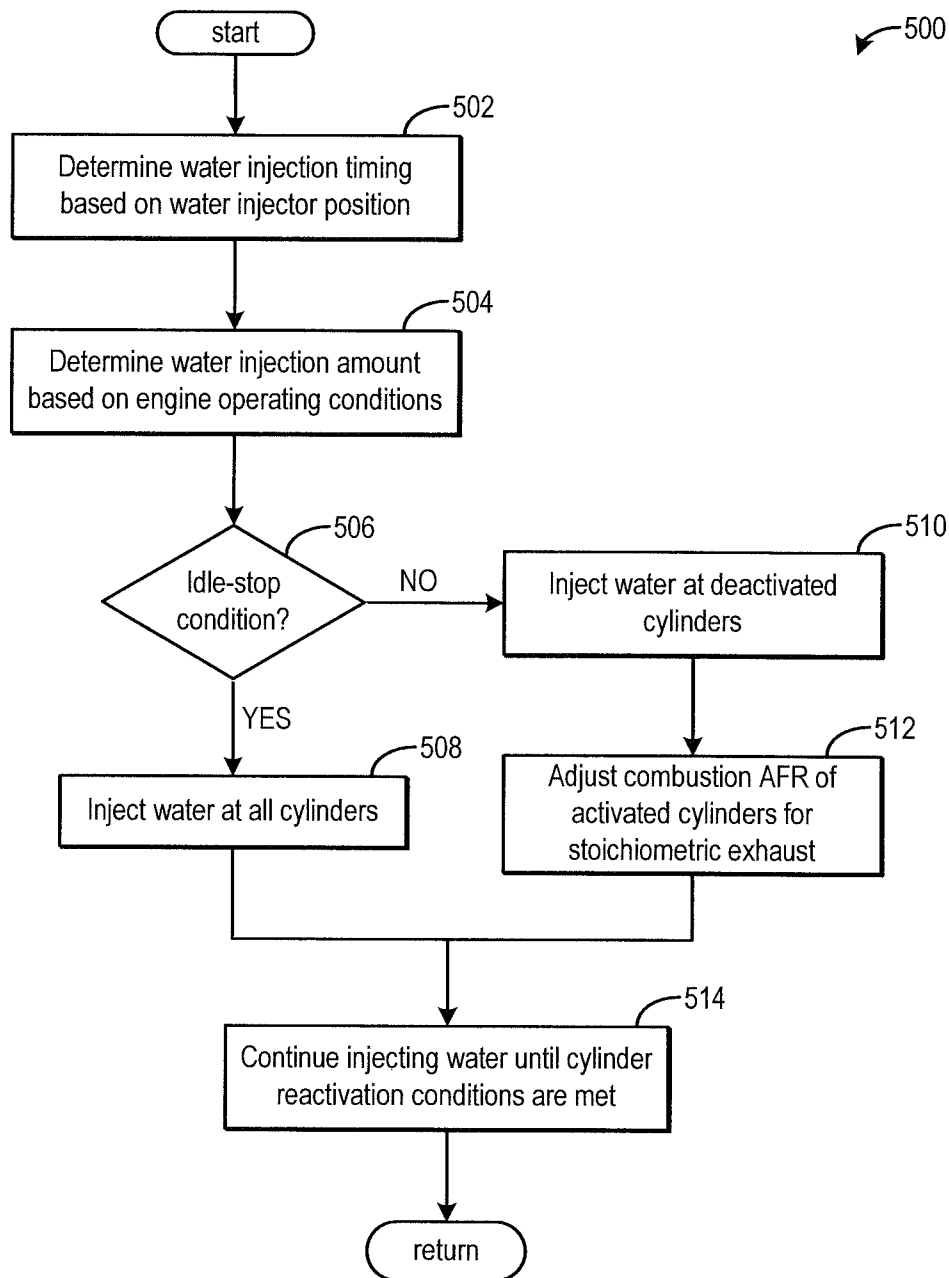 start
500
502
Determine water injection timing
based on water injector position
504
Determine water injection amount
based on engine operating conditions
506
Idle-stop
condition?
NO
YES
510
Inject water at deactivated
cylinders
508
Inject water at all cylinders
512
Adjust combustion AFR of
activated cylinders for
stoichiometric exhaust
514
Continue injecting water until cylinder
reactivation conditions are met
return